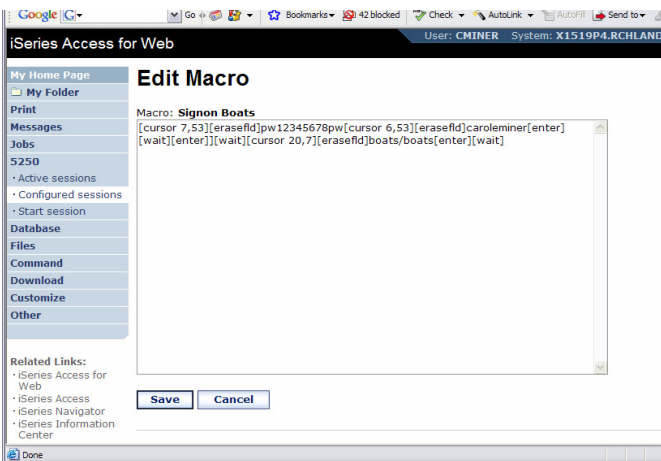 Google G Go Bookmarks 42 blocked Check AutoLink AutoFill Send to
iSeries Access for Web
User: CMINER System: X1519P4.RCHLAND
My Home Page
My Folder
Print
Messages
Jobs
5250
· Active sessions
· Configured sessions
· Start session
Database
Files
Command
Download
Customize
Other
Related Links:
· iSeries Access for
Web
· iSeries Access
· iSeries Navigator
· iSeries Information
Center
Edit Macro
Macro: Signon Boats
[cursor 7,53][erasefld]pw12345678pw[cursor 6,53][erasefld]caroleminer[enter]
[wait][enter]][wait][cursor 20,7][erasefld]boats/boats[enter][wait]
Save Cancel
Done